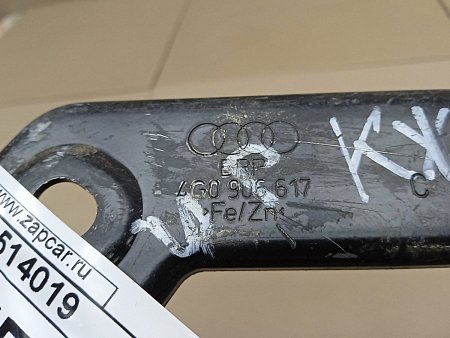 ERP
4G0 906 617 C
>Fe/Zn<
KX
www.zapcar.ru
514019